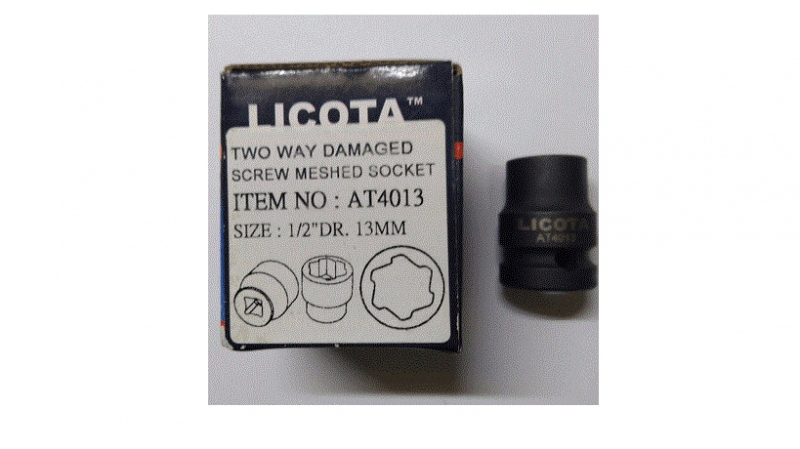 LICOTA™
TWO WAY DAMAGED
SCREW MESHED SOCKET
ITEM NO : AT4013
SIZE : 1/2"DR. 13MM
LICOTA
AT4013